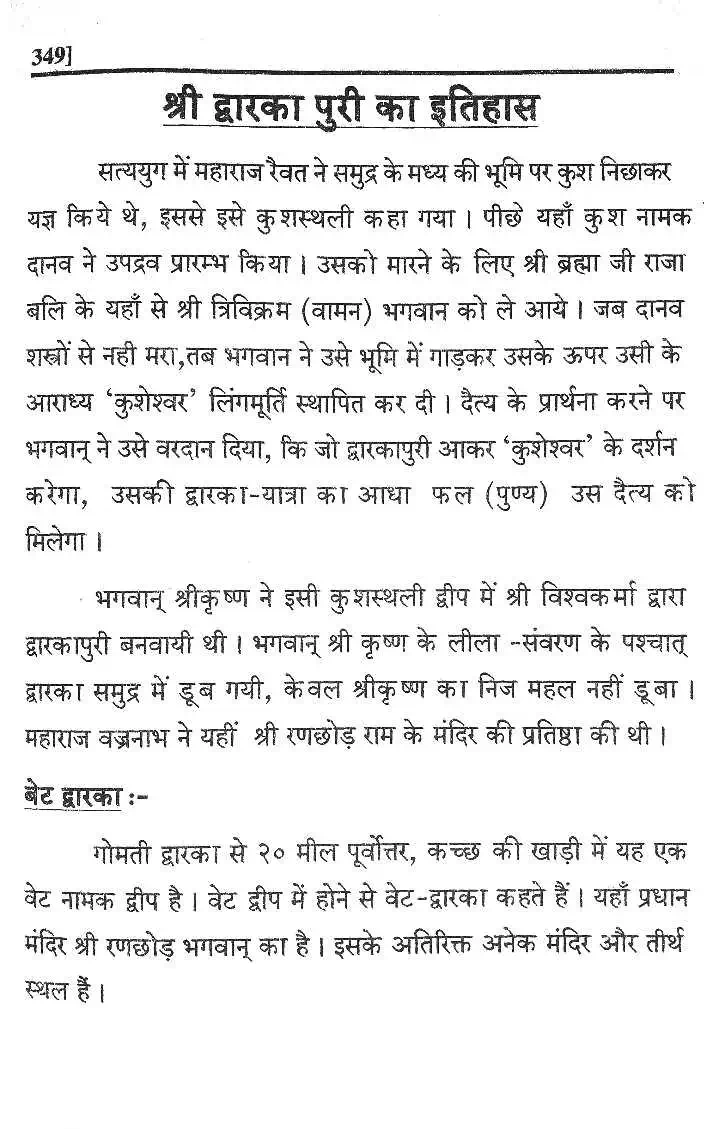 349]
श्री द्वारका पुरी का इतिहास
सत्ययुग में महाराज रैवत ने समुद्र के मध्य की भूमि पर कुश निछाकर
यज्ञ किये थे, इससे इसे कुशस्थली कहा गया । पीछे यहाँ कुश नामक
दानव ने उपद्रव प्रारम्भ किया । उसको मारने के लिए श्री ब्रह्मा जी राजा
बलि के यहाँ से श्री त्रिविक्रम (वामन) भगवान को ले आये । जब दानव
शस्त्रों से नही मरा,तब भगवान ने उसे भूमि में गाड़कर उसके ऊपर उसी के
आराध्य ‘कुशेश्वर’ लिंगमूर्ति स्थापित कर दी । दैत्य के प्रार्थना करने पर
भगवान् ने उसे वरदान दिया, कि जो द्वारकापुरी आकर ‘कुशेश्वर’ के दर्शन
करेगा, उसकी द्वारका-यात्रा का आधा फल (पुण्य) उस दैत्य को
मिलेगा ।
भगवान् श्रीकृष्ण ने इसी कुशस्थली द्वीप में श्री विश्वकर्मा द्वारा
द्वारकापुरी बनवायी थी । भगवान् श्री कृष्ण के लीला -संवरण के पश्चात्
द्वारका समुद्र में डूब गयी, केवल श्रीकृष्ण का निज महल नहीं डूबा ।
महाराज वज्रनाभ ने यहीं श्री रणछोड़ राम के मंदिर की प्रतिष्ठा की थी ।
बेट द्वारका :-
गोमती द्वारका से २० मील पूर्वोत्तर, कच्छ की खाड़ी में यह एक
वेट नामक द्वीप है । वेट द्वीप में होने से वेट-द्वारका कहते हैं । यहाँ प्रधान
मंदिर श्री रणछोड़ भगवान् का है । इसके अतिरिक्त अनेक मंदिर और तीर्थ
स्थल हैं ।